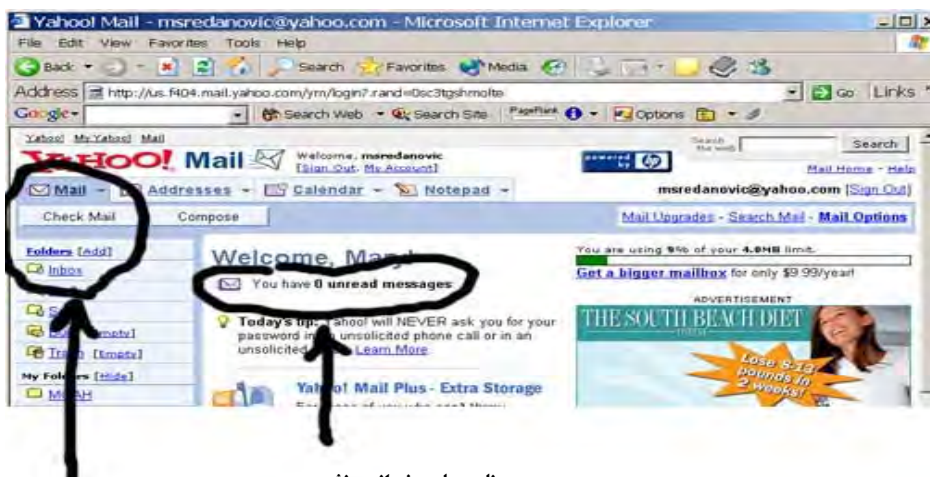 Yahoo! Mail - msredanovic@yahoo.com - Microsoft Internet Explorer
File Edit View Favorites Tools Help
Back Search Favorites Media
Address http://us.f404.mail.yahoo.com/ym/login?.rand=0sc3tgshmolte Go Links
Google Search Web Search Site PageRank Options
Yahoo! My Yahoo! Mail
YAHOO! Mail Welcome, msredanovic
[Sign Out, My Account]
powered by hp
Search the web Search
Mail Home - Help
Mail Addresses Calendar Notepad msredanovic@yahoo.com [Sign Out]
Check Mail Compose Mail Upgrades - Search Mail - Mail Options
Folders [Add]
Inbox
[Empty]
Trash [Empty]
My Folders [Hide]
Welcome,
You have 0 unread messages
Today's tip: Yahoo! will NEVER ask you for your
password in an unsolicited phone call or in an
unsolicited Learn More
Yahoo! Mail Plus - Extra Storage
You are using 9% of your 4.0MB limit.
Get a bigger mailbox for only $9.99/year!
ADVERTISEMENT
THE SOUTH BEACH DIET
Lose 8-13
pounds in
2 weeks!